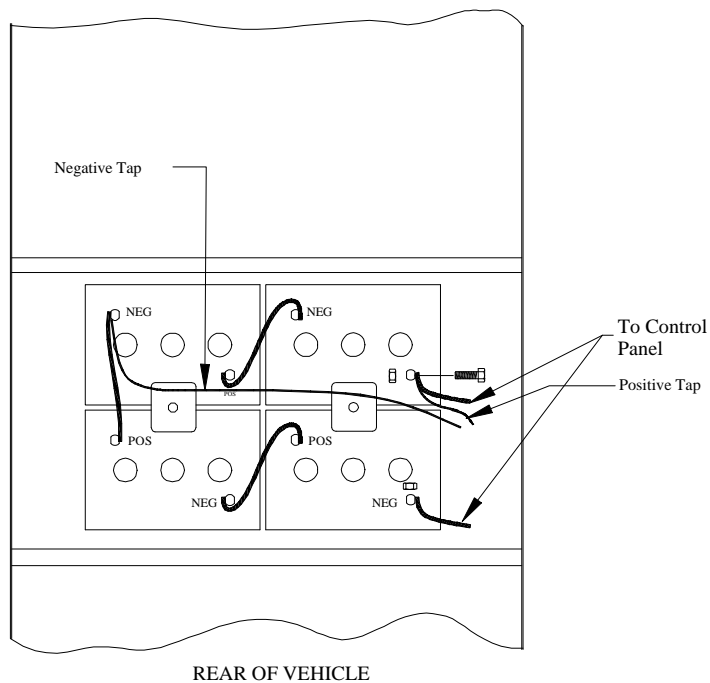 Negative Tap
NEG
NEG
To Control
Panel
POS
Positive Tap
POS
POS
NEG
NEG
REAR OF VEHICLE